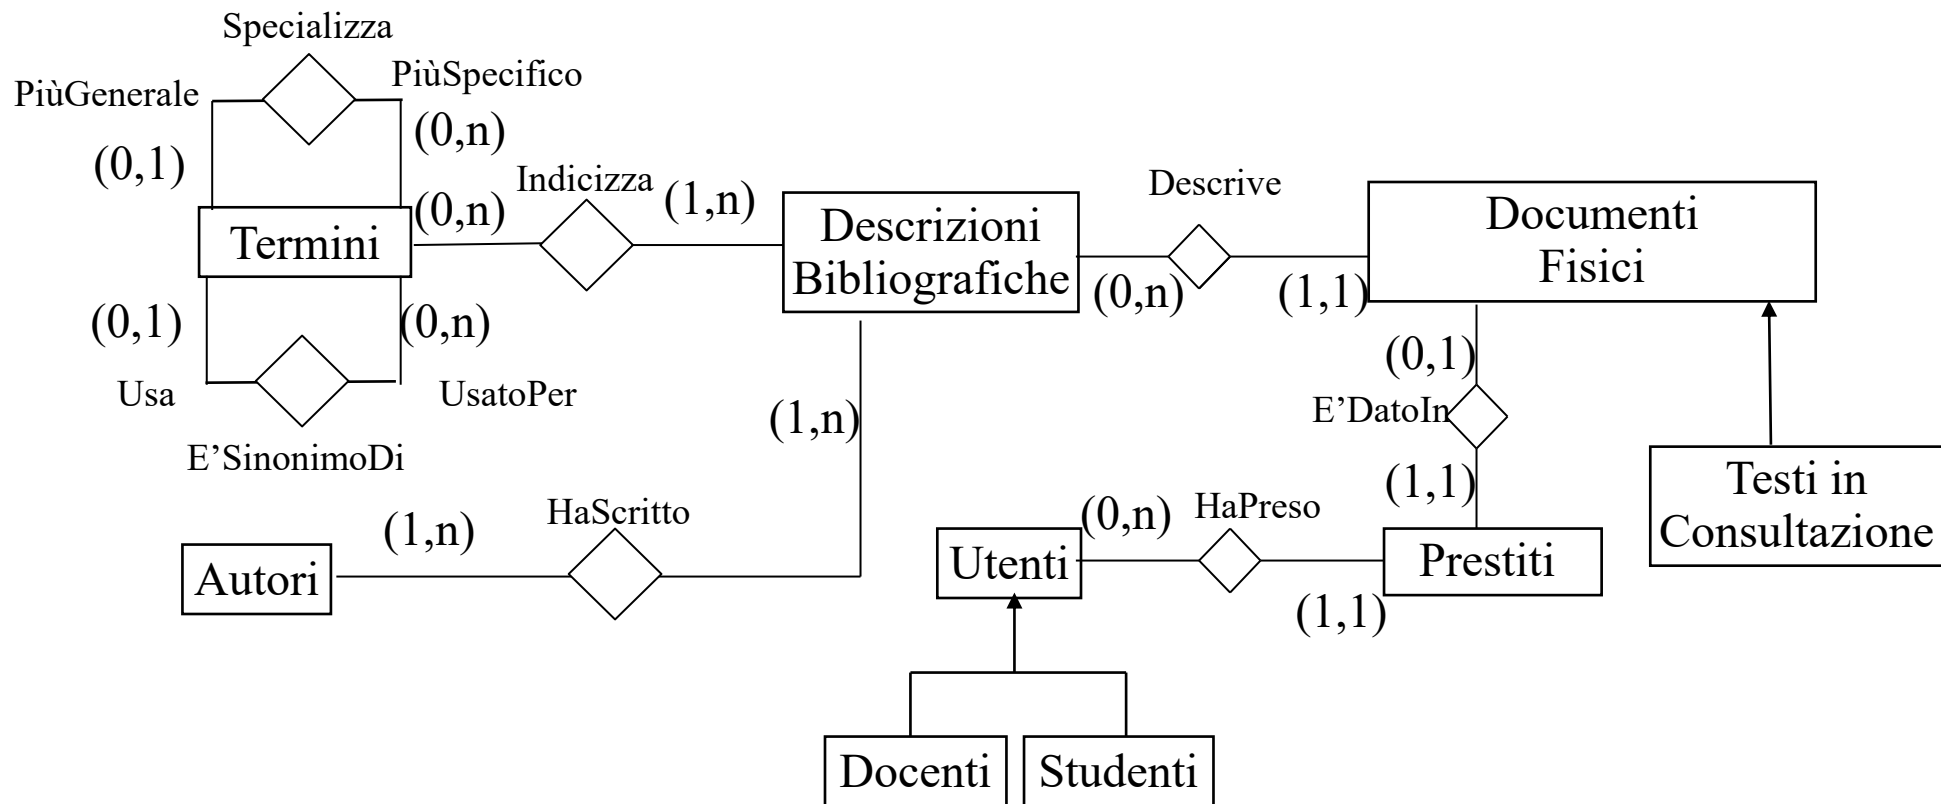 Specializza
PiùGenerale
PiùSpecifico
(0,1)
(0,n)
Termini
(0,n)
Indicizza
(1,n)
Descrizioni
Bibliografiche
Descrive
(0,n)
(1,1)
Documenti
Fisici
(0,1)
(0,n)
Usa
UsatoPer
E’SinonimoDi
(1,n)
(0,1)
E’DatoIn
(1,1)
Testi in
Consultazione
Autori
(1,n)
HaScritto
Utenti
(0,n)
HaPreso
(1,1)
Prestiti
Docenti
Studenti